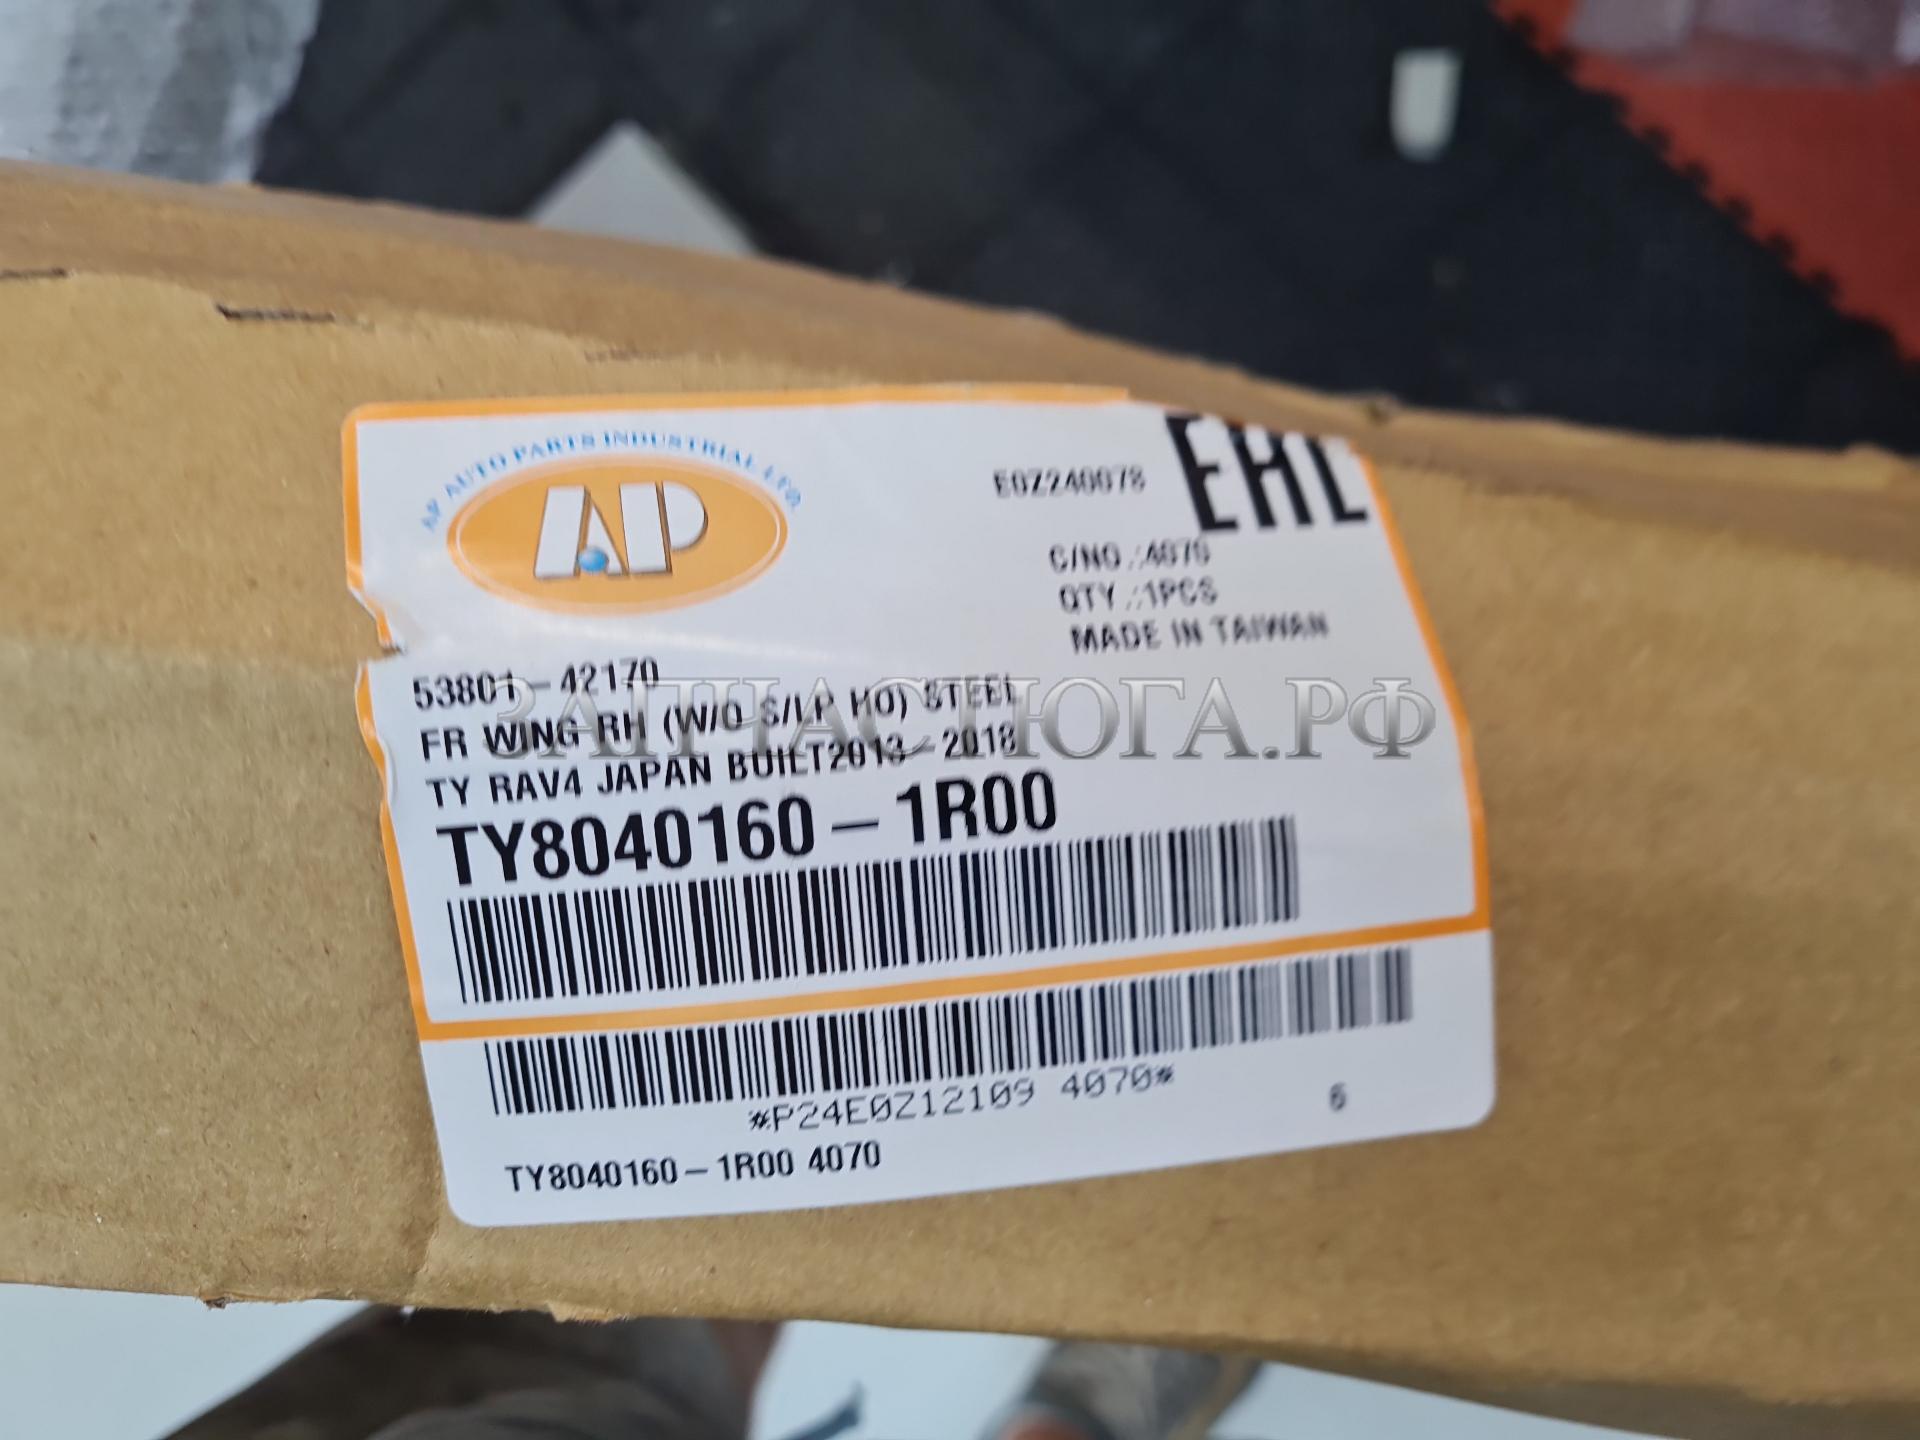 AP AUTO PARTS INDUSTRIAL LTD.
AP
E0Z240078
EAC
C/NO .:4070
QTY .:1PCS
MADE IN TAIWAN
53801-42170
FR WING RH (W/O S/LP HO) STEEL
TY RAV4 JAPAN BUILT2013-2018
ЗАПЧАСТЮГА.РФ
TY8040160-1R00
*P24E0Z12109 4070*
6
TY8040160-1R00 4070